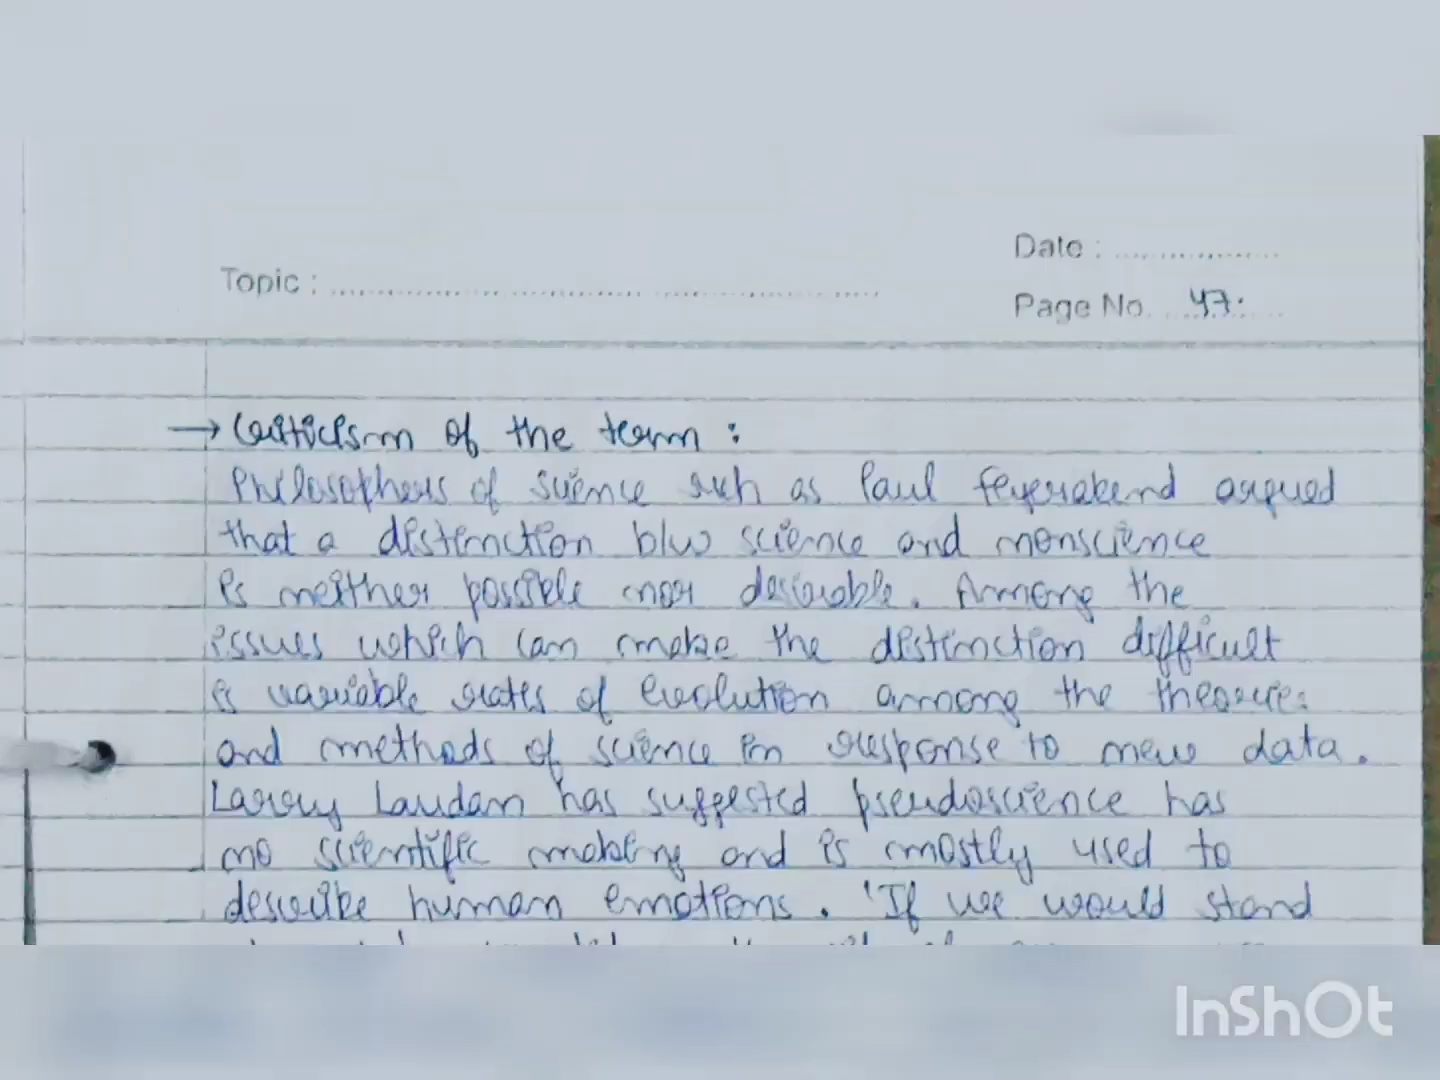 Date :
Topic :
Page No. 47.
→ Criticism of the term :
Philosophers of science such as Paul Feyerabend argued
that a distinction b/w science and nonscience
is neither possible nor desirable. Among the
issues which can make the distinction difficult
is variable rates of evolution among the theories
and methods of science in response to new data.
Larry Laudan has suggested pseudoscience has
no scientific making and is mostly used to
describe human emotions. "If we would stand
InShOt